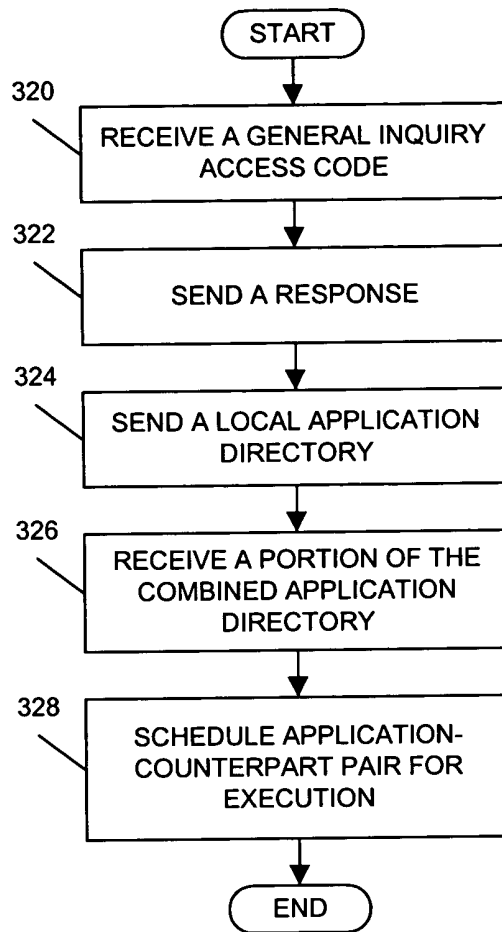 START
320
RECEIVE A GENERAL INQUIRY
ACCESS CODE
322
SEND A RESPONSE
324
SEND A LOCAL APPLICATION
DIRECTORY
326
RECEIVE A PORTION OF THE
COMBINED APPLICATION
DIRECTORY
328
SCHEDULE APPLICATION-
COUNTERPART PAIR FOR
EXECUTION
END